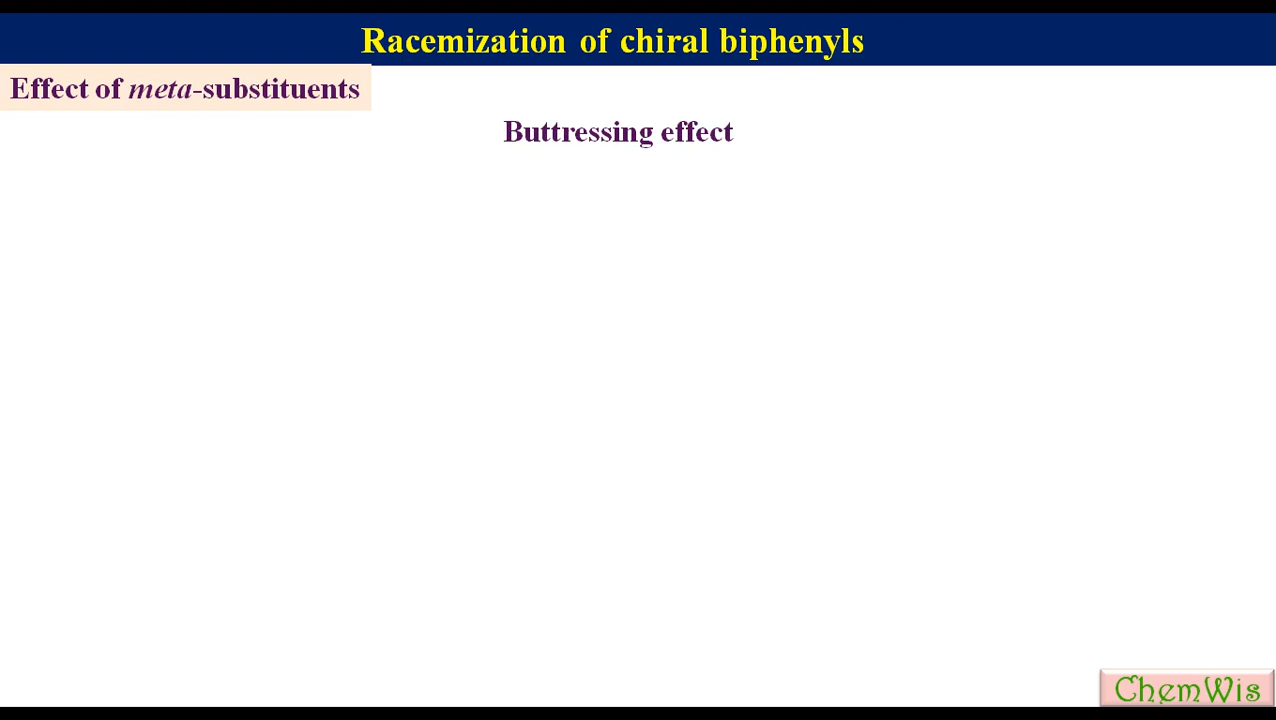 Racemization of chiral biphenyls
Effect of meta-substituents
Buttressing effect
ChemWis